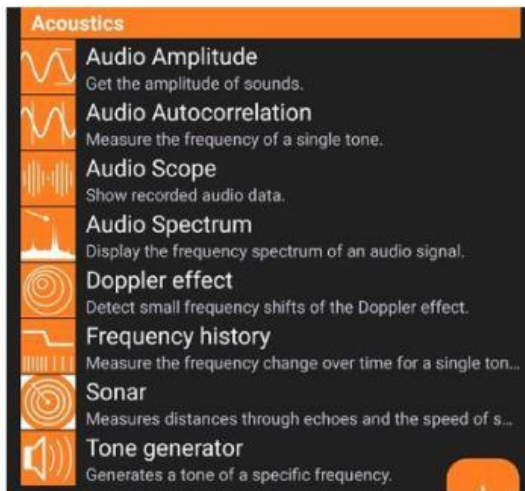 Acoustics
Audio Amplitude
Get the amplitude of sounds.
Audio Autocorrelation
Measure the frequency of a single tone.
Audio Scope
Show recorded audio data.
Audio Spectrum
Display the frequency spectrum of an audio signal.
Doppler effect
Detect small frequency shifts of the Doppler effect.
Frequency history
Measure the frequency change over time for a single ton...
Sonar
Measures distances through echoes and the speed of s...
Tone generator
Generates a tone of a specific frequency.